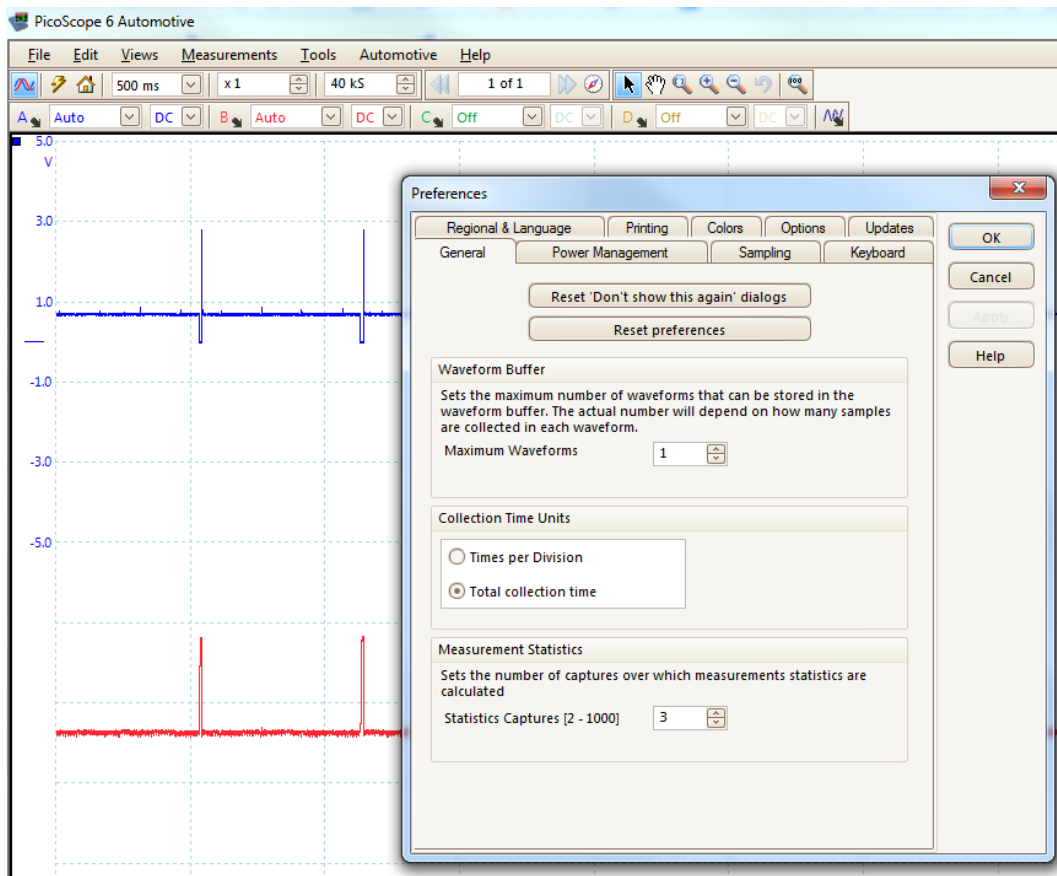 PicoScope 6 Automotive
File Edit Views Measurements Tools Automotive Help
500 ms x 1 40 kS 1 of 1
A Auto DC B Auto DC C Off DC D Off DC
5.0
V
3.0
1.0
-1.0
-3.0
-5.0
Preferences
Regional & Language Printing Colors Options Updates
General Power Management Sampling Keyboard
OK
Cancel
Apply
Help
Reset 'Don't show this again' dialogs
Reset preferences
Waveform Buffer
Sets the maximum number of waveforms that can be stored in the
waveform buffer. The actual number will depend on how many samples
are collected in each waveform.
Maximum Waveforms 1
Collection Time Units
Times per Division
Total collection time
Measurement Statistics
Sets the number of captures over which measurements statistics are
calculated
Statistics Captures [2 - 1000] 3